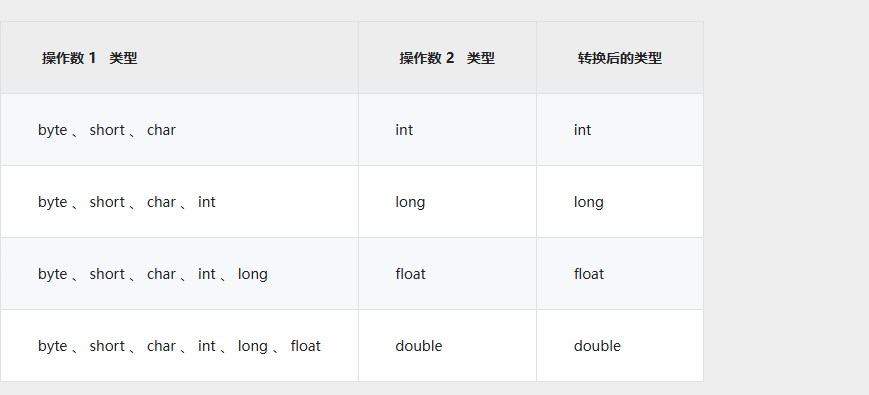 操作数 1 类型 操作数 2 类型 转换后的类型
byte 、 short 、 char int int
byte 、 short 、 char 、 int long long
byte 、 short 、 char 、 int 、 long float float
byte 、 short 、 char 、 int 、 long 、 float double double